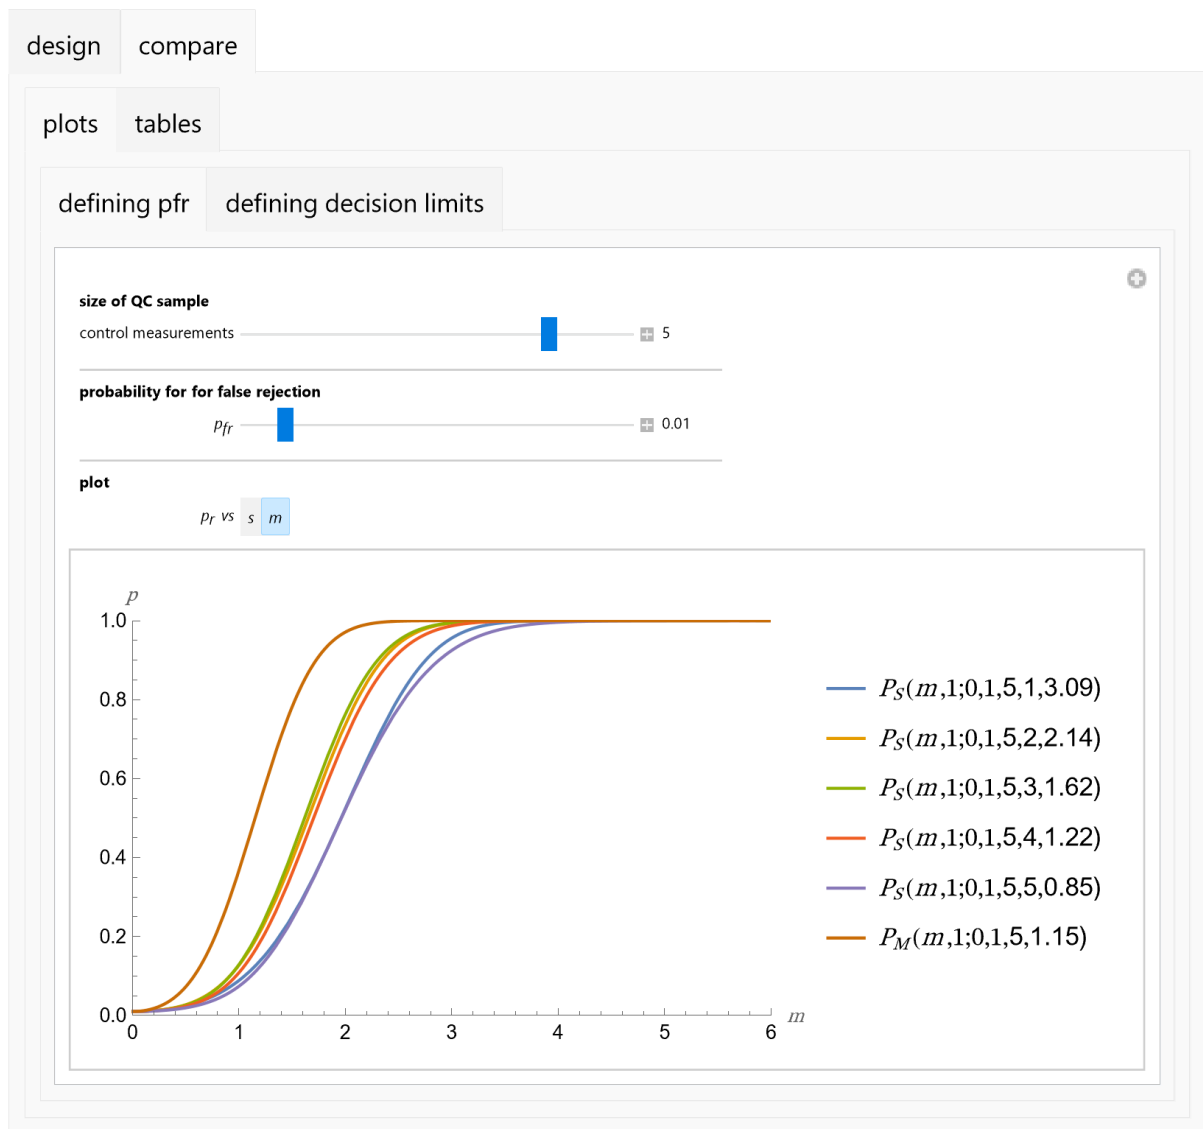 design compare
plots tables
defining pfr defining decision limits
size of QC sample
control measurements 5
probability for for false rejection
pfr 0.01
plot
pr vs s m
p
1.0
0.8
0.6
0.4
0.2
0.0
0 1 2 3 4 5 6 m
PS(m,1;0,1,5,1,3.09)
PS(m,1;0,1,5,2,2.14)
PS(m,1;0,1,5,3,1.62)
PS(m,1;0,1,5,4,1.22)
PS(m,1;0,1,5,5,0.85)
PM(m,1;0,1,5,1.15)